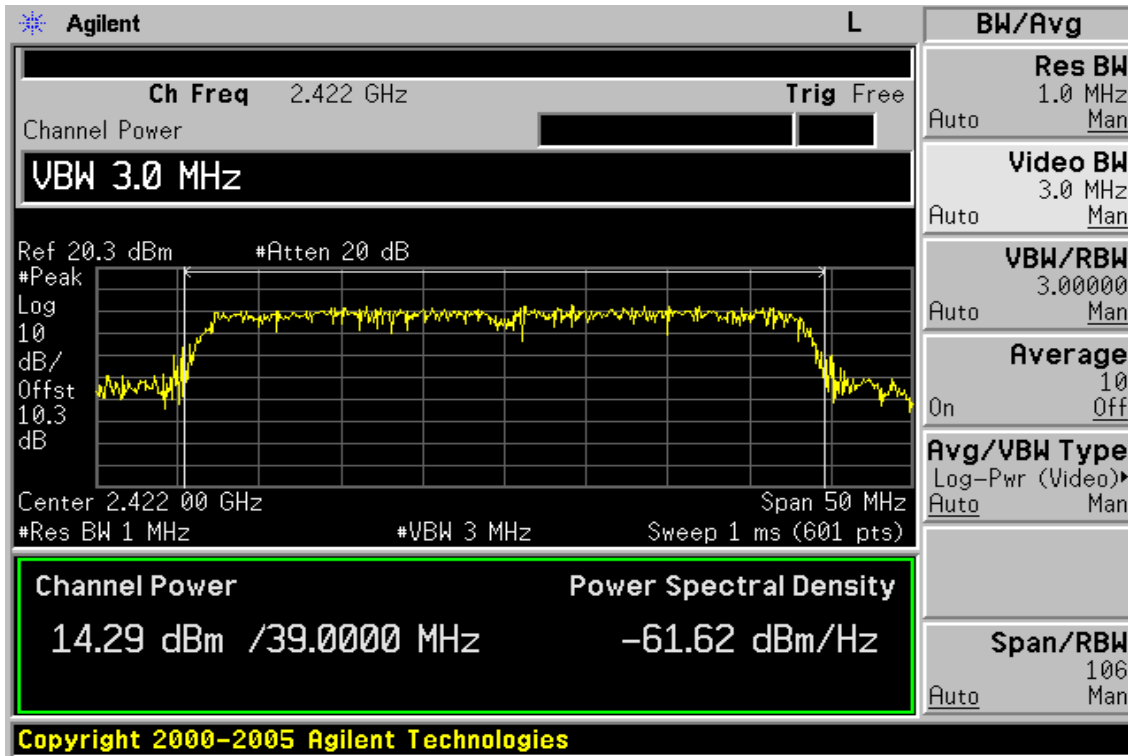 Agilent L
BW/Avg
Ch Freq 2.422 GHz Trig Free
Channel Power
VBW 3.0 MHz
Ref 20.3 dBm #Atten 20 dB
#Peak
Log
10
dB/
Offst
10.3
dB
Center 2.422 00 GHz Span 50 MHz
#Res BW 1 MHz #VBW 3 MHz Sweep 1 ms (601 pts)
Channel Power Power Spectral Density
14.29 dBm /39.0000 MHz -61.62 dBm/Hz
Res BW
1.0 MHz
Auto Man
Video BW
3.0 MHz
Auto Man
VBW/RBW
3.00000
Auto Man
Average
10
On Off
Avg/VBW Type
Log-Pwr (Video)
Auto Man
Span/RBW
106
Auto Man
Copyright 2000-2005 Agilent Technologies